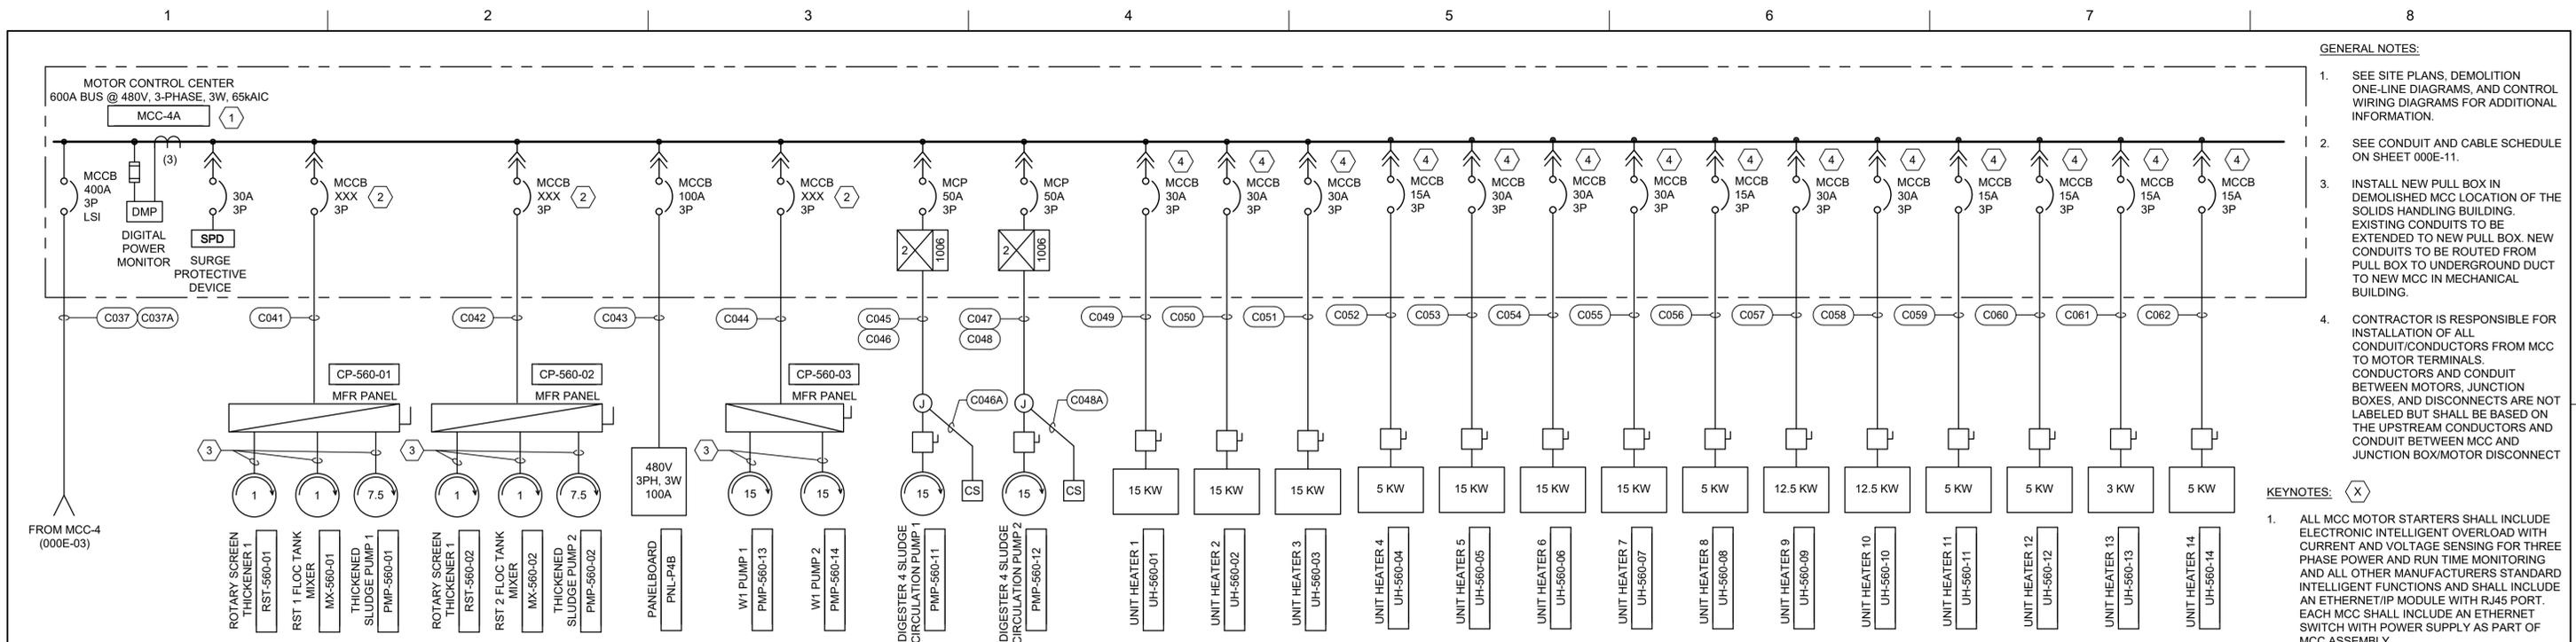 1
2
3
4
5
6
7
8
MOTOR CONTROL CENTER
600A BUS @ 480V, 3-PHASE, 3W, 65kAIC
MCC-4A
1
(3)
MCCB
400A
3P
LSI
DMP
DIGITAL
POWER
MONITOR
30A
3P
SPD
SURGE
PROTECTIVE
DEVICE
MCCB
XXX
3P
2
MCCB
XXX
3P
2
MCCB
100A
3P
MCCB
XXX
3P
2
MCP
50A
3P
2
1006
MCP
50A
3P
2
1006
4
MCCB
30A
3P
4
MCCB
30A
3P
4
MCCB
30A
3P
4
MCCB
15A
3P
4
MCCB
30A
3P
4
MCCB
30A
3P
4
MCCB
30A
3P
4
MCCB
15A
3P
4
MCCB
30A
3P
4
MCCB
30A
3P
4
MCCB
15A
3P
4
MCCB
15A
3P
4
MCCB
15A
3P
4
MCCB
15A
3P
C037
C037A
C041
C042
C043
C044
C045
C046
C047
C048
C049
C050
C051
C052
C053
C054
C055
C056
C057
C058
C059
C060
C061
C062
CP-560-01
MFR PANEL
CP-560-02
MFR PANEL
CP-560-03
MFR PANEL
J
C046A
J
C048A
3
1
1
7.5
3
1
1
7.5
480V
3PH, 3W
100A
3
15
15
15
CS
15
CS
15 KW
15 KW
15 KW
5 KW
15 KW
15 KW
15 KW
5 KW
12.5 KW
12.5 KW
5 KW
5 KW
3 KW
5 KW
FROM MCC-4
(000E-03)
ROTARY SCREEN
THICKENER 1
RST-560-01
RST 1 FLOC TANK
MIXER
MX-560-01
THICKENED
SLUDGE PUMP 1
PMP-560-01
ROTARY SCREEN
THICKENER 1
RST-560-02
RST 2 FLOC TANK
MIXER
MX-560-02
THICKENED
SLUDGE PUMP 2
PMP-560-02
PANELBOARD
PNL-P4B
W1 PUMP 1
PMP-560-13
W1 PUMP 2
PMP-560-14
DIGESTER 4 SLUDGE
CIRCULATION PUMP 1
PMP-560-11
DIGESTER 4 SLUDGE
CIRCULATION PUMP 2
PMP-560-12
UNIT HEATER 1
UH-560-01
UNIT HEATER 2
UH-560-02
UNIT HEATER 3
UH-560-03
UNIT HEATER 4
UH-560-04
UNIT HEATER 5
UH-560-05
UNIT HEATER 6
UH-560-06
UNIT HEATER 7
UH-560-07
UNIT HEATER 8
UH-560-08
UNIT HEATER 9
UH-560-09
UNIT HEATER 10
UH-560-10
UNIT HEATER 11
UH-560-11
UNIT HEATER 12
UH-560-12
UNIT HEATER 13
UH-560-13
UNIT HEATER 14
UH-560-14
GENERAL NOTES:
1. SEE SITE PLANS, DEMOLITION
ONE-LINE DIAGRAMS, AND CONTROL
WIRING DIAGRAMS FOR ADDITIONAL
INFORMATION.
2. SEE CONDUIT AND CABLE SCHEDULE
ON SHEET 000E-11.
3. INSTALL NEW PULL BOX IN
DEMOLISHED MCC LOCATION OF THE
SOLIDS HANDLING BUILDING.
EXISTING CONDUITS TO BE
EXTENDED TO NEW PULL BOX. NEW
CONDUITS TO BE ROUTED FROM
PULL BOX TO UNDERGROUND DUCT
TO NEW MCC IN MECHANICAL
BUILDING.
4. CONTRACTOR IS RESPONSIBLE FOR
INSTALLATION OF ALL
CONDUIT/CONDUCTORS FROM MCC
TO MOTOR TERMINALS.
CONDUCTORS AND CONDUIT
BETWEEN MOTORS, JUNCTION
BOXES, AND DISCONNECTS ARE NOT
LABELED BUT SHALL BE BASED ON
THE UPSTREAM CONDUCTORS AND
CONDUIT BETWEEN MCC AND
JUNCTION BOX/MOTOR DISCONNECT
KEYNOTES: X
1. ALL MCC MOTOR STARTERS SHALL INCLUDE
ELECTRONIC INTELLIGENT OVERLOAD WITH
CURRENT AND VOLTAGE SENSING FOR THREE
PHASE POWER AND RUN TIME MONITORING
AND ALL OTHER MANUFACTURERS STANDARD
INTELLIGENT FUNCTIONS AND SHALL INCLUDE
AN ETHERNET/IP MODULE WITH RJ45 PORT.
EACH MCC SHALL INCLUDE AN ETHERNET
SWITCH WITH POWER SUPPLY AS PART OF
MCC ASSEMBLY.